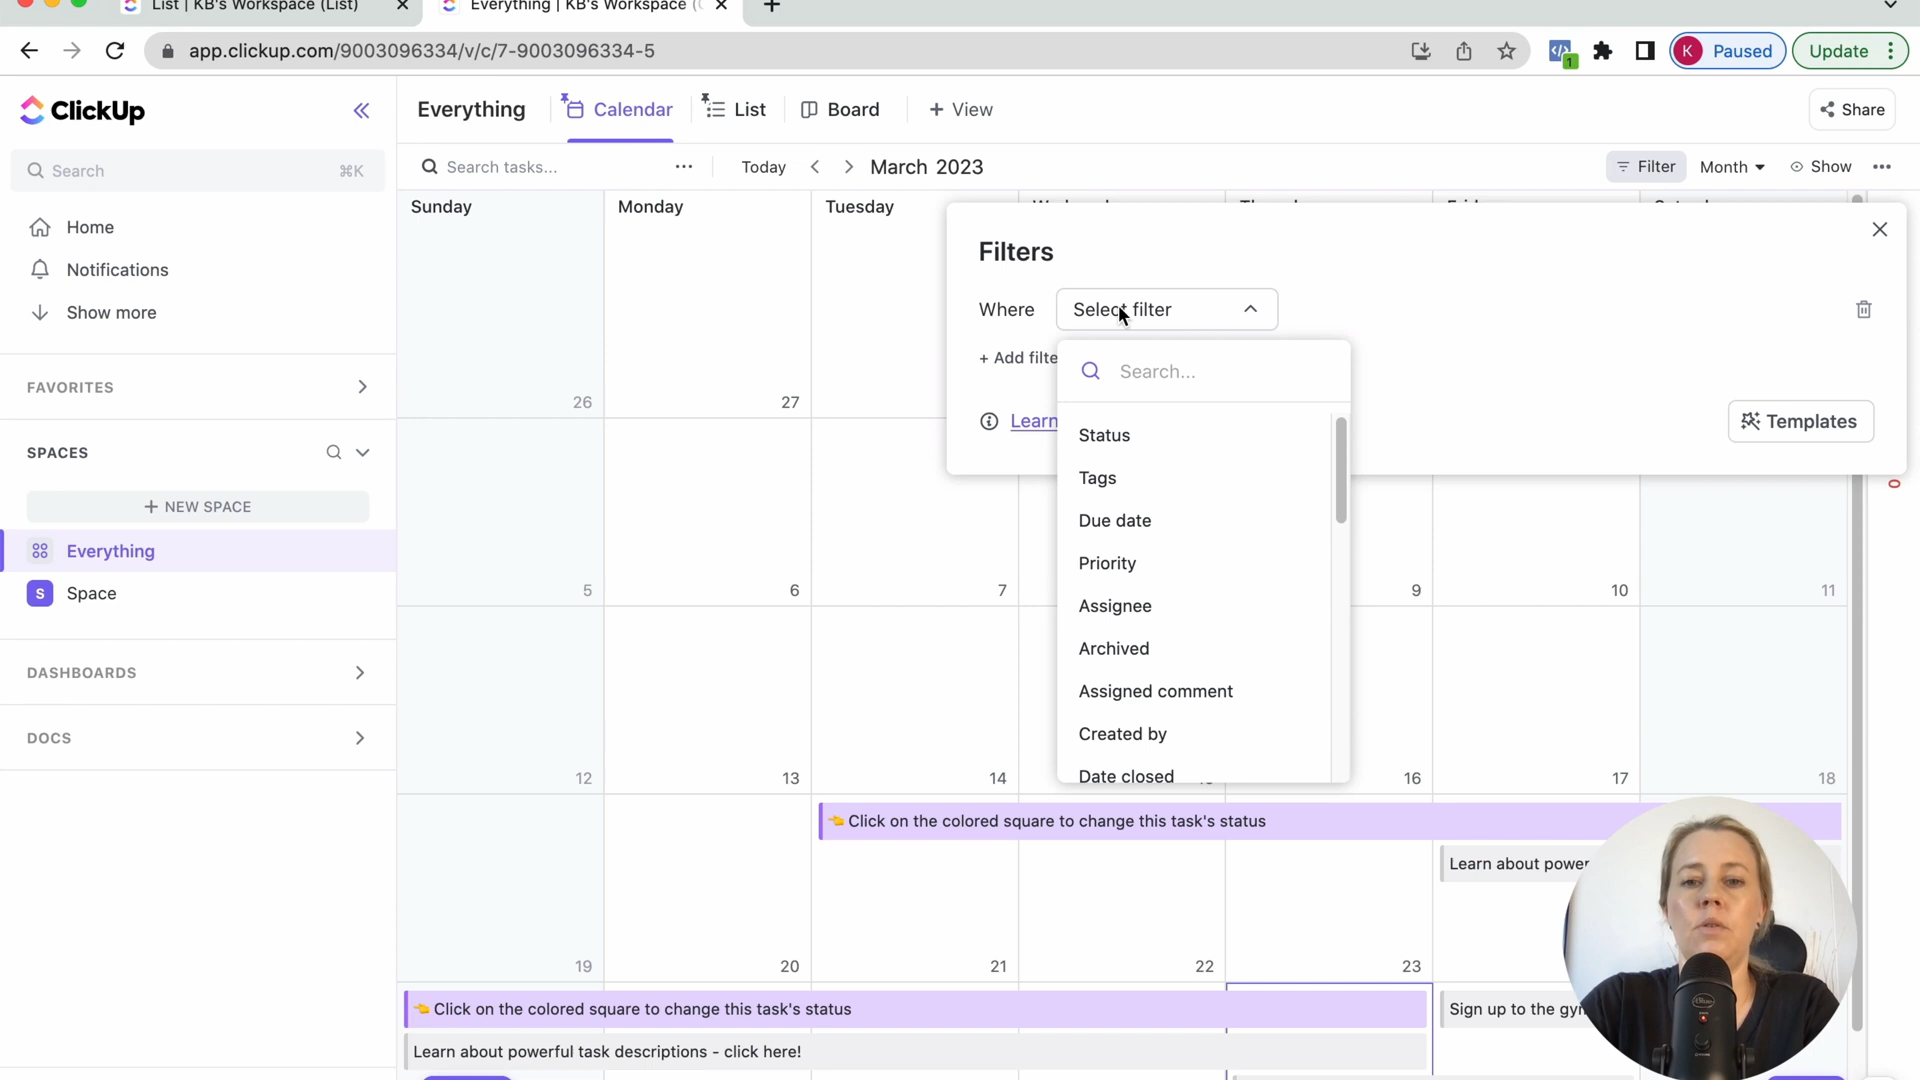 List | KB's Workspace (List)
Everything | KB's Workspace (
app.clickup.com/9003096334/v/c/7-9003096334-5
1
K Paused
Update
ClickUp
Everything
Calendar
List
Board
+ View
Share
Search ⌘K
Search tasks...
Today
March 2023
Filter
Month
Show
Home
Notifications
Show more
FAVORITES
SPACES
+ NEW SPACE
Everything
S Space
DASHBOARDS
DOCS
Sunday
Monday
Tuesday
Filters
Where
Select filter
+ Add filte
Learn
Templates
Search...
Status
Tags
Due date
Priority
Assignee
Archived
Assigned comment
Created by
Date closed
26
27
5
6
7
9
10
11
12
13
14
16
17
18
Click on the colored square to change this task's status
Learn about power
19
20
21
22
23
Click on the colored square to change this task's status
Sign up to the gy
Learn about powerful task descriptions - click here!
0